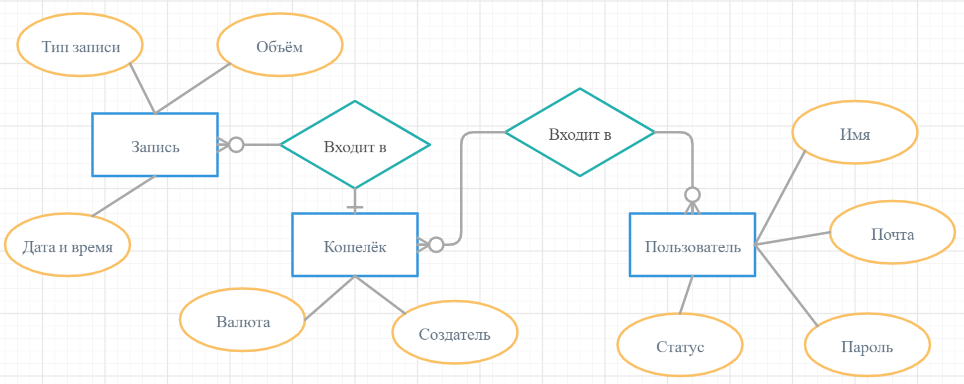 Тип записи
Объём
Запись
Входит в
Входит в
Имя
Дата и время
Кошелёк
Пользователь
Почта
Валюта
Создатель
Статус
Пароль